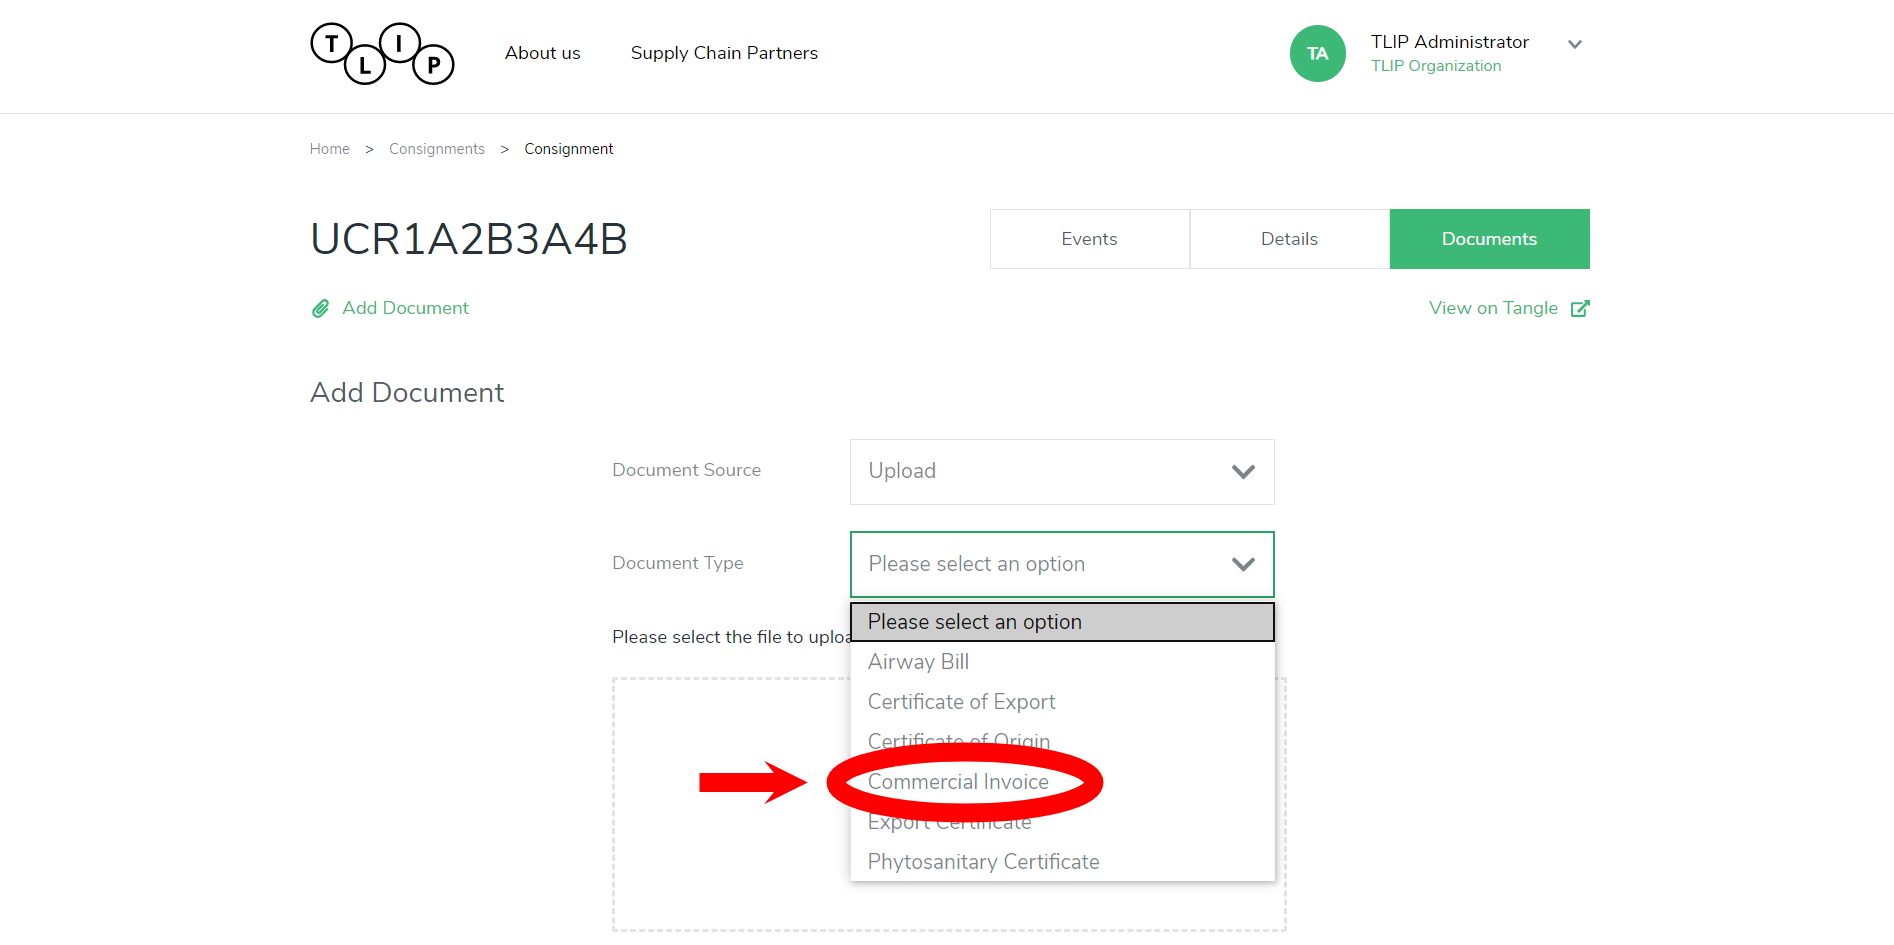 T L I P
About us
Supply Chain Partners
TA
TLIP Administrator
TLIP Organization
Home > Consignments > Consignment
UCR1A2B3A4B
Events
Details
Documents
Add Document
View on Tangle
Add Document
Document Source
Upload
Document Type
Please select an option
Please select an option
Please select the file to uploa
Airway Bill
Certificate of Export
Certificate of Origin
Commercial Invoice
Export Certificate
Phytosanitary Certificate